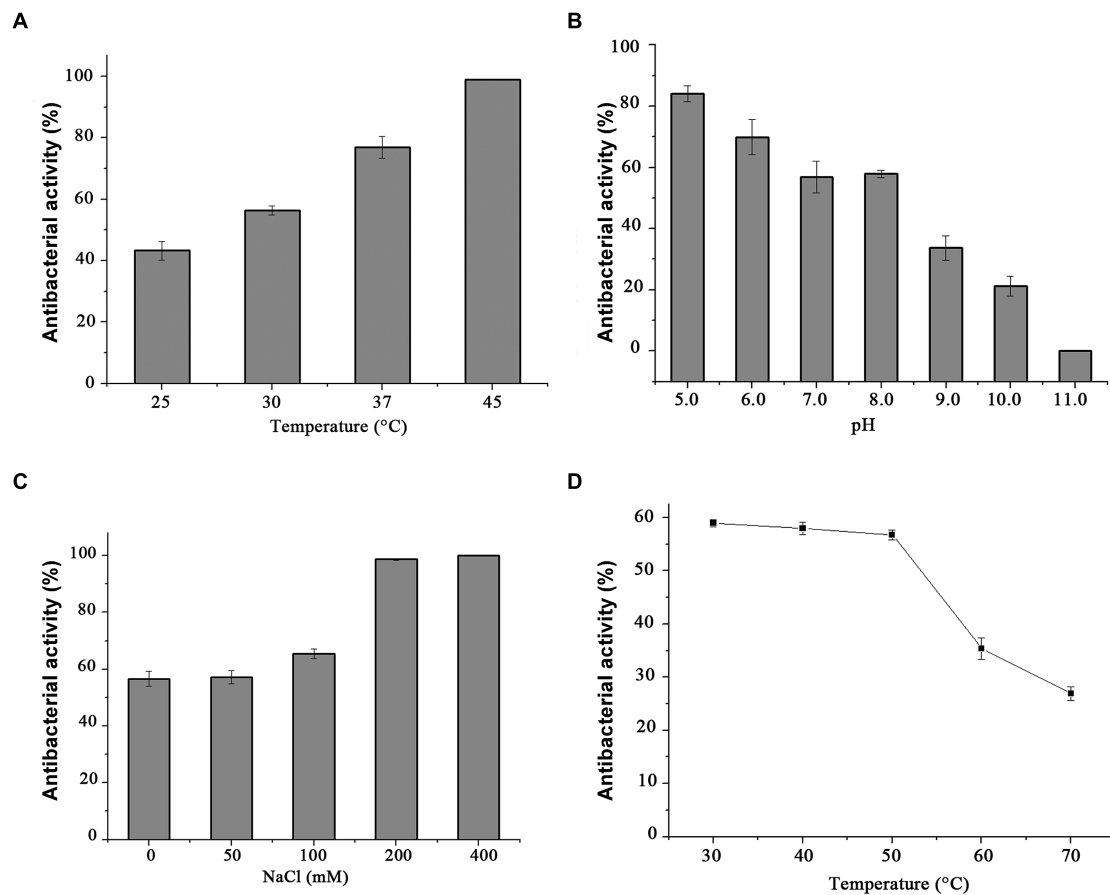 A
Antibacterial activity (%)
100
80
60
40
20
0
25 30 37 45
Temperature (°C)
B
Antibacterial activity (%)
100
80
60
40
20
0
5.0 6.0 7.0 8.0 9.0 10.0 11.0
pH
C
Antibacterial activity (%)
100
80
60
40
20
0
0 50 100 200 400
NaCl (mM)
D
Antibacterial activity (%)
60
50
40
30
20
10
0
30 40 50 60 70
Temperature (°C)